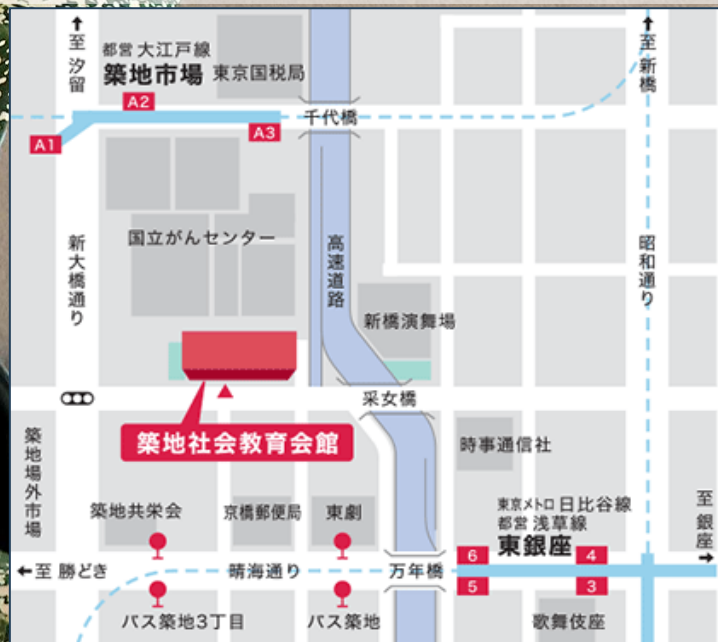 ↑至 汐留
都営 大江戸線
築地市場
東京国税局
↑至 新橋
A2
A1
A3
千代橋
国立がんセンター
新大橋通り
高速道路
昭和通り
新橋演舞場
采女橋
築地社会教育会館
築地場外市場
時事通信社
築地共栄会
京橋郵便局
東劇
東京メトロ 日比谷線
都営 浅草線
東銀座
至 銀座→
6
4
←至 勝どき
晴海通り
万年橋
5
3
バス築地3丁目
バス築地
歌舞伎座